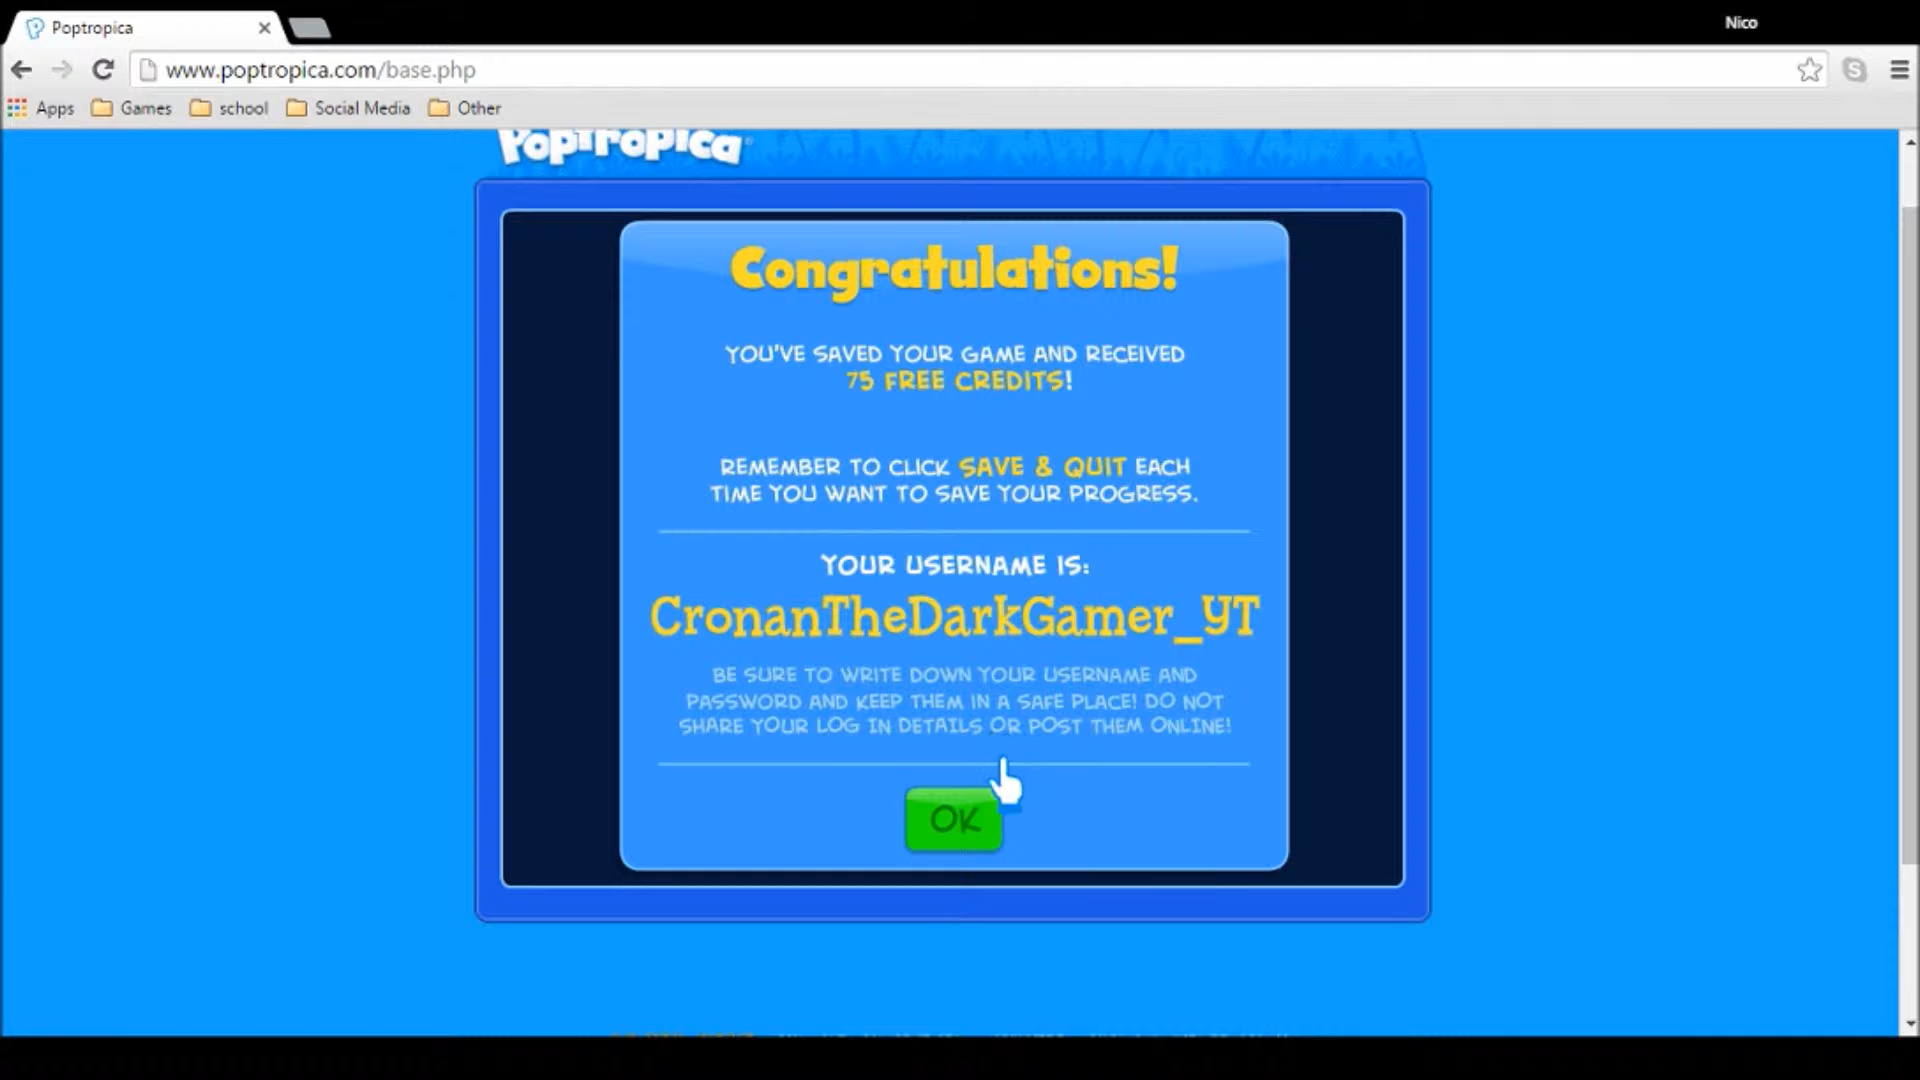 Poptropica
Nico
www.poptropica.com/base.php
Apps Games school Social Media Other
Poptropica
Congratulations!
YOU'VE SAVED YOUR GAME AND RECEIVED
75 FREE CREDITS!
REMEMBER TO CLICK SAVE & QUIT EACH
TIME YOU WANT TO SAVE YOUR PROGRESS.
YOUR USERNAME IS:
CronanTheDarkGamer_YT
BE SURE TO WRITE DOWN YOUR USERNAME AND
PASSWORD AND KEEP THEM IN A SAFE PLACE! DO NOT
SHARE YOUR LOG IN DETAILS OR POST THEM ONLINE!
OK